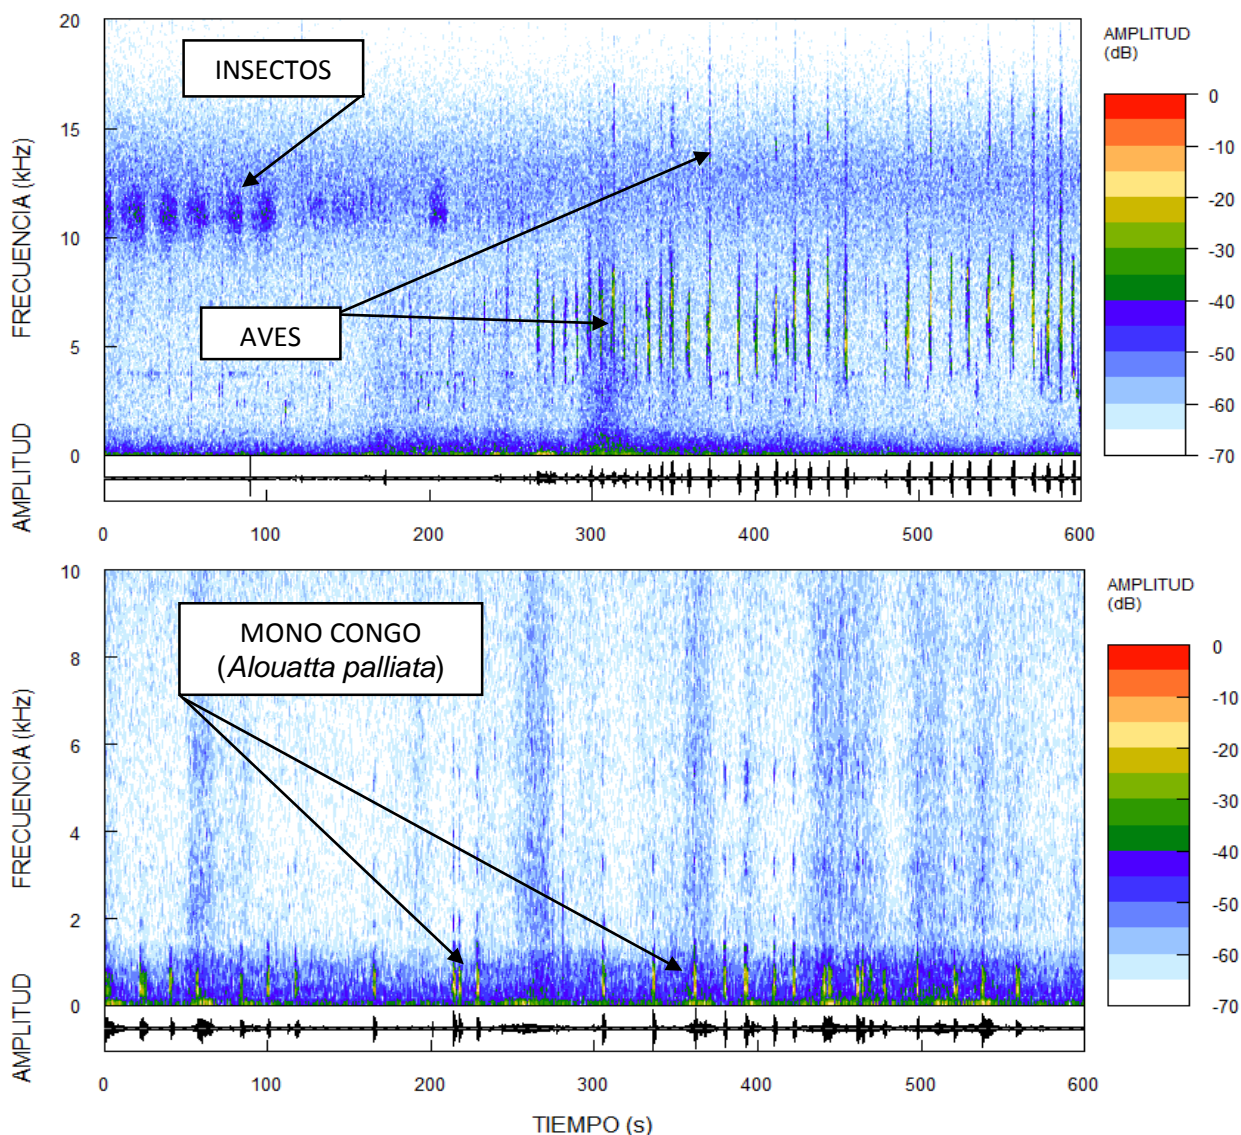 20
15
10
5
0
FRECUENCIA (kHz)
AMPLITUD
INSECTOS
AVES
0 100 200 300 400 500 600
AMPLITUD
(dB)
0
-10
-20
-30
-40
-50
-60
-70
10
8
6
4
2
0
FRECUENCIA (kHz)
AMPLITUD
MONO CONGO
(Alouatta palliata)
0 100 200 300 400 500 600
TIEMPO (s)
AMPLITUD
(dB)
0
-10
-20
-30
-40
-50
-60
-70